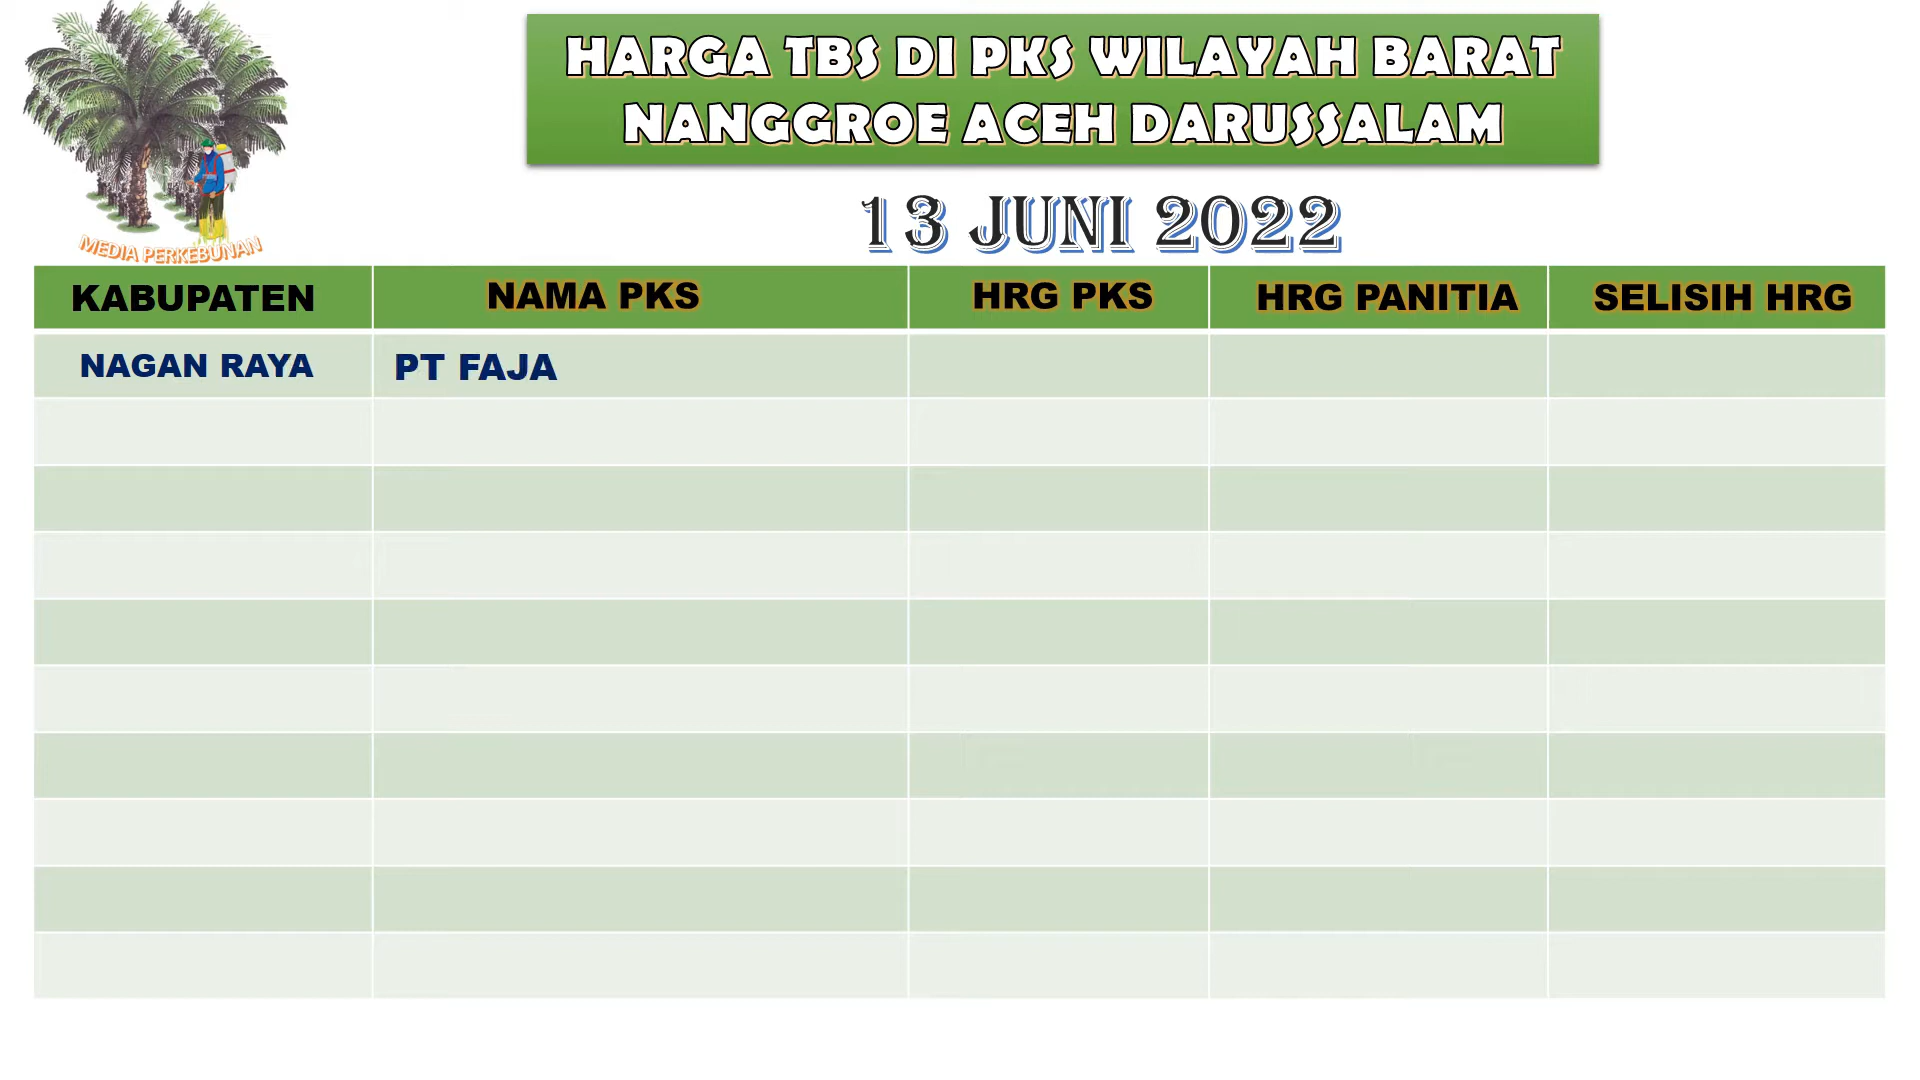 HARGA TBS DI PKS WILAYAH BARAT
NANGGROE ACEH DARUSSALAM
13 JUNI 2022
MEDIA PERKEBUNAN
KABUPATEN NAMA PKS HRG PKS HRG PANITIA SELISIH HRG
NAGAN RAYA PT FAJA